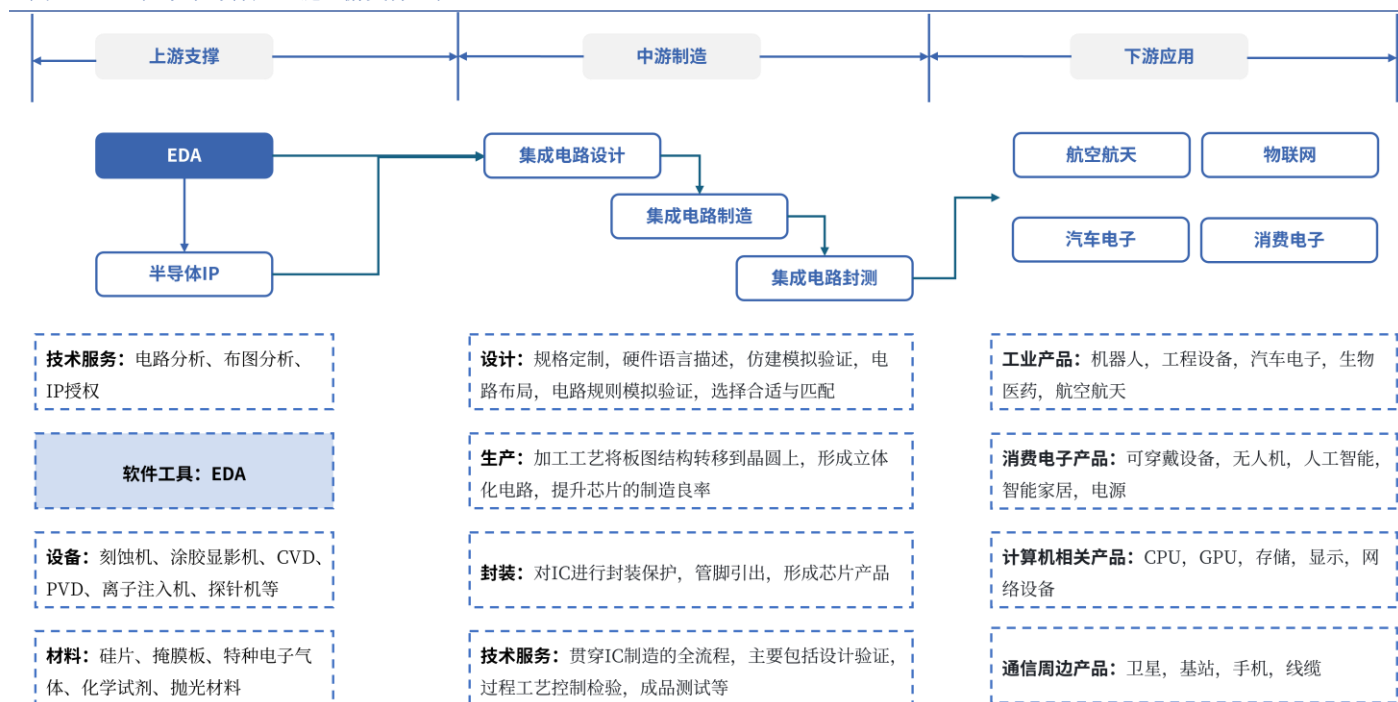 上游支撑
中游制造
下游应用
EDA
半导体IP
集成电路设计
集成电路制造
集成电路封测
航空航天
物联网
汽车电子
消费电子
技术服务：电路分析、布图分析、
IP授权
软件工具：EDA
设备：刻蚀机、涂胶显影机、CVD、
PVD、离子注入机、探针机等
材料：硅片、掩膜板、特种电子气
体、化学试剂、抛光材料
设计：规格定制，硬件语言描述，仿建模拟验证，电
路布局，电路规则模拟验证，选择合适与匹配
生产：加工工艺将板图结构转移到晶圆上，形成立体
化电路，提升芯片的制造良率
封装：对IC进行封装保护，管脚引出，形成芯片产品
技术服务：贯穿IC制造的全流程，主要包括设计验证，
过程工艺控制检验，成品测试等
工业产品：机器人，工程设备，汽车电子，生物
医药，航空航天
消费电子产品：可穿戴设备，无人机，人工智能，
智能家居，电源
计算机相关产品：CPU，GPU，存储，显示，网
络设备
通信周边产品：卫星，基站，手机，线缆